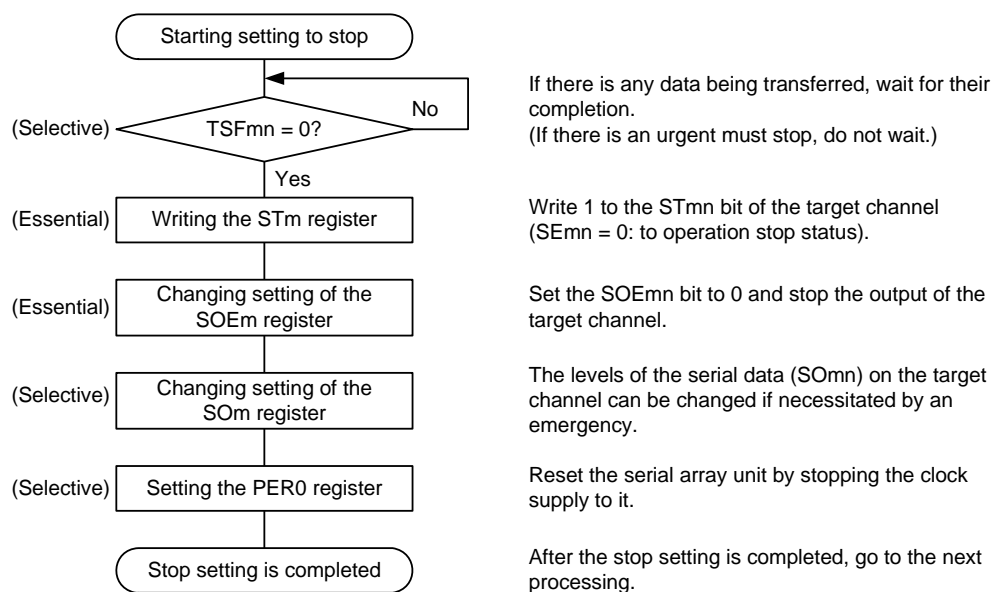 Starting setting to stop
(Selective)
TSFmn = 0?
No
Yes
If there is any data being transferred, wait for their
completion.
(If there is an urgent must stop, do not wait.)
(Essential)
Writing the STm register
Write 1 to the STmn bit of the target channel
(SEmn = 0: to operation stop status).
(Essential)
Changing setting of the
SOEm register
Set the SOEmn bit to 0 and stop the output of the
target channel.
(Selective)
Changing setting of the
SOm register
The levels of the serial data (SOmn) on the target
channel can be changed if necessitated by an
emergency.
(Selective)
Setting the PER0 register
Reset the serial array unit by stopping the clock
supply to it.
Stop setting is completed
After the stop setting is completed, go to the next
processing.